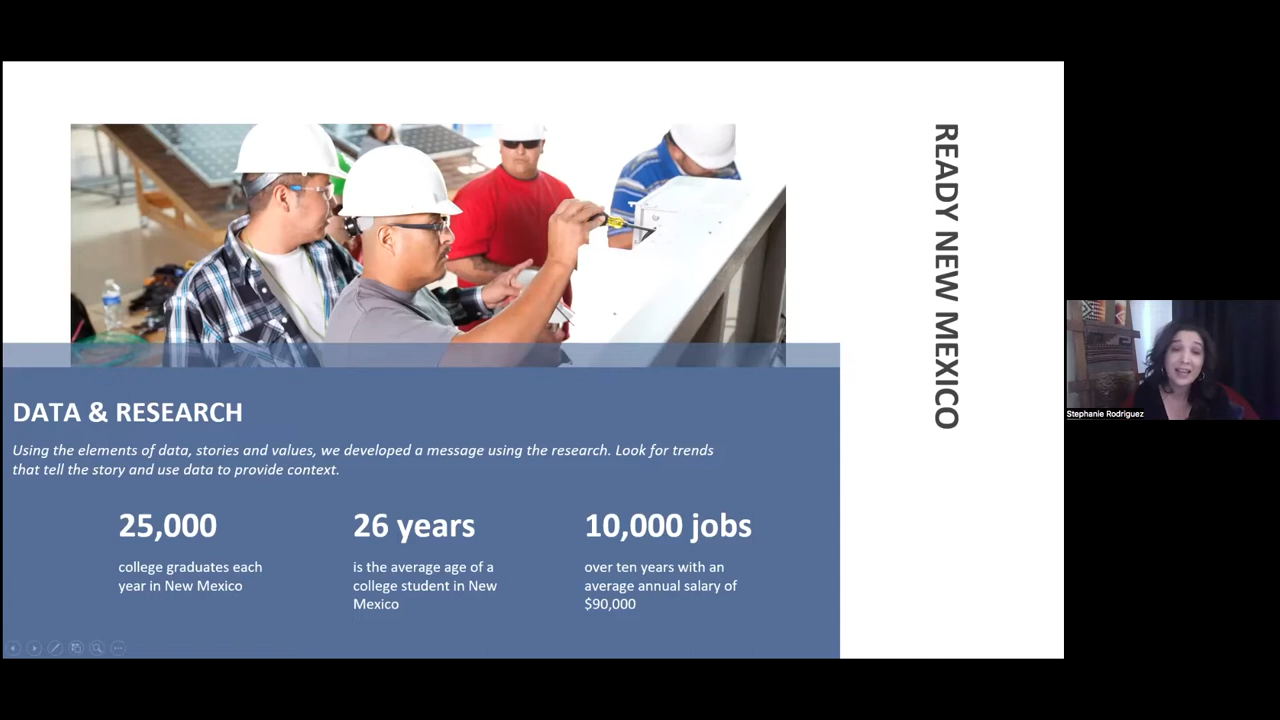 READY NEW MEXICO
DATA & RESEARCH
Using the elements of data, stories and values, we developed a message using the research. Look for trends
that tell the story and use data to provide context.
25,000
college graduates each
year in New Mexico
26 years
is the average age of a
college student in New
Mexico
10,000 jobs
over ten years with an
average annual salary of
$90,000
Stephanie Rodriguez